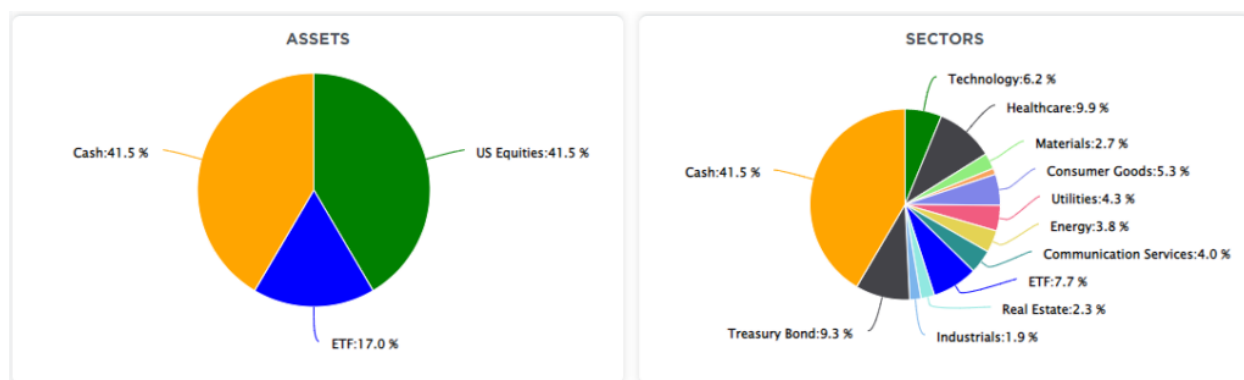 ASSETS
Cash:41.5 %
US Equities:41.5 %
ETF:17.0 %
SECTORS
Technology:6.2 %
Healthcare:9.9 %
Materials:2.7 %
Consumer Goods:5.3 %
Cash:41.5 %
Utilities:4.3 %
Energy:3.8 %
Communication Services:4.0 %
ETF:7.7 %
Real Estate:2.3 %
Treasury Bond:9.3 %
Industrials:1.9 %